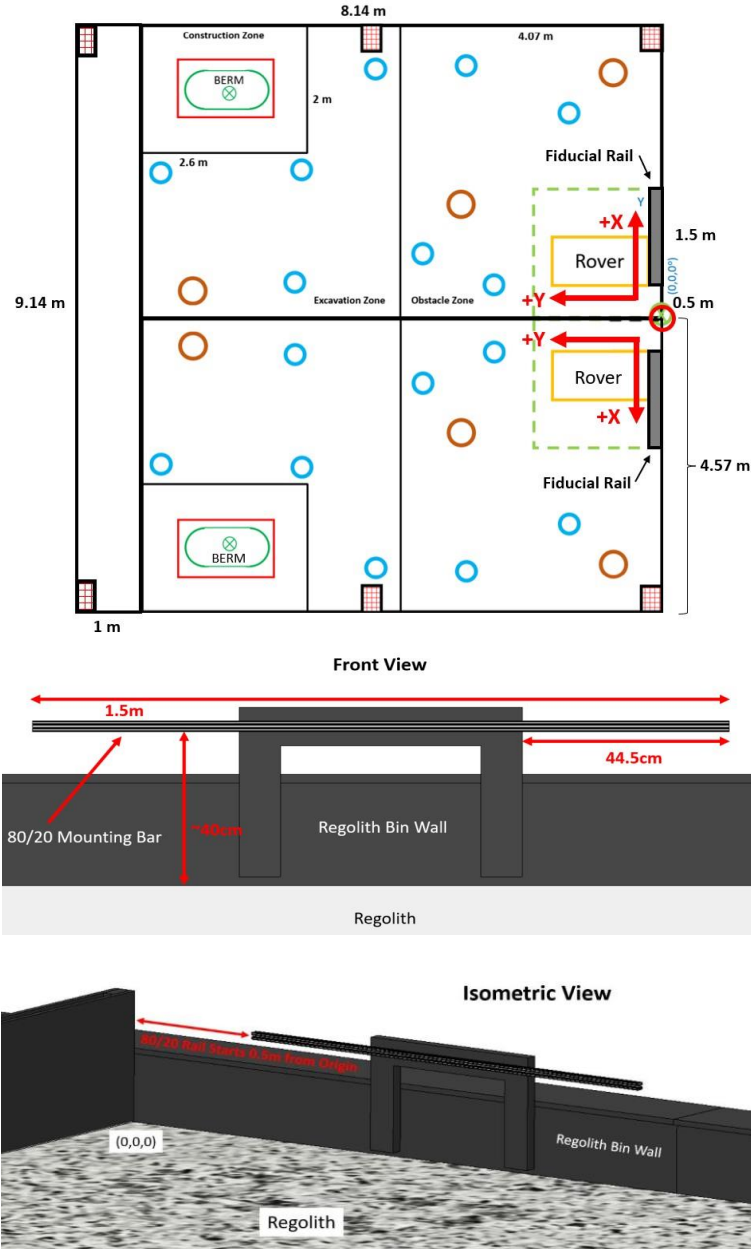 8.14 m
Construction Zone
4.07 m
BERM
2 m
Fiducial Rail
2.6 m
Y
+X
1.5 m
Rover
(0,0,0°)
9.14 m
+Y
Excavation Zone
Obstacle Zone
0.5 m
+Y
Rover
+X
4.57 m
Fiducial Rail
BERM
1 m
Front View
1.5m
44.5cm
80/20 Mounting Bar
~40cm
Regolith Bin Wall
Regolith
Isometric View
80/20 Rail Starts 0.5m from Origin
(0,0,0)
Regolith Bin Wall
Regolith